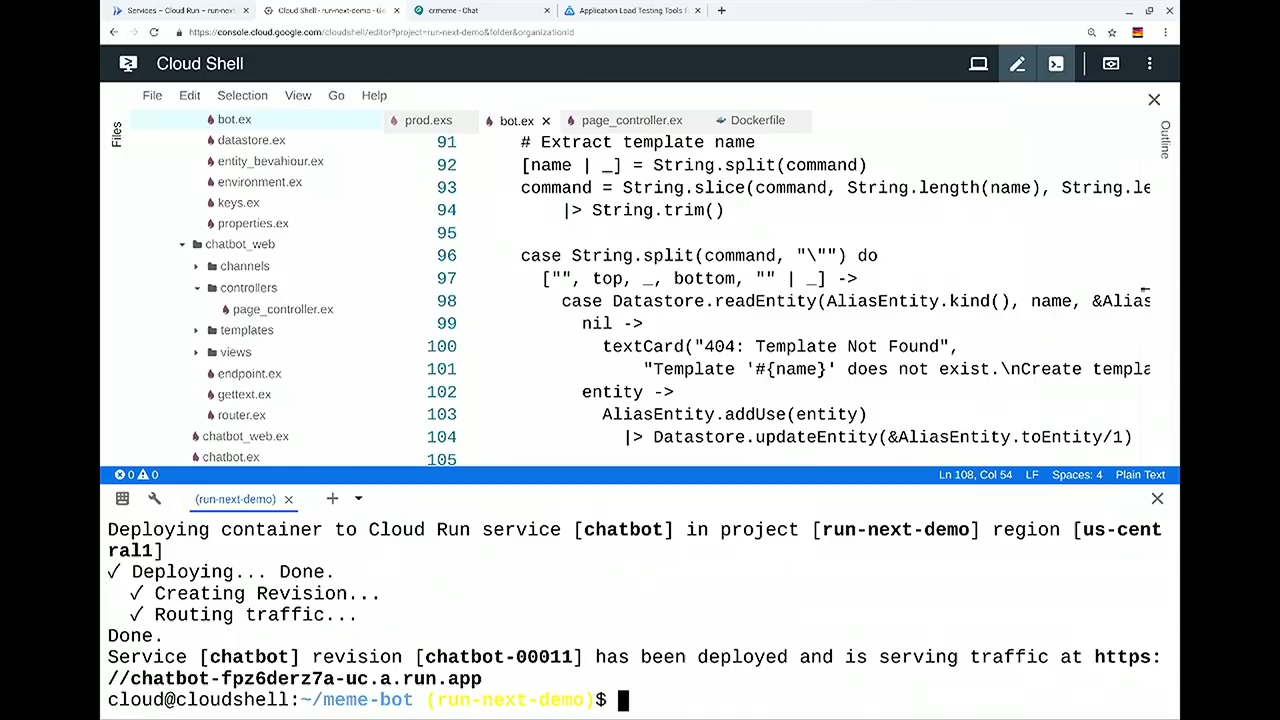 Services – Cloud Run – run-next
Cloud Shell - run-next-demo - Go
crmeme - Chat
Application Load Testing Tools f
https://console.cloud.google.com/cloudshell/editor?project=run-next-demo&folder&organizationId
Cloud Shell
File Edit Selection View Go Help
Files
Outline
bot.ex
datastore.ex
entity_bevahiour.ex
environment.ex
keys.ex
properties.ex
chatbot_web
channels
controllers
page_controller.ex
templates
views
endpoint.ex
gettext.ex
router.ex
chatbot_web.ex
chatbot.ex
prod.exs bot.ex page_controller.ex Dockerfile
91 # Extract template name
92 [name | _] = String.split(command)
93 command = String.slice(command, String.length(name), String.le
94 |> String.trim()
95
96 case String.split(command, "\"") do
97 ["", top, _, bottom, "" | _] ->
98 case Datastore.readEntity(AliasEntity.kind(), name, &Alias
99 nil ->
100 textCard("404: Template Not Found",
101 "Template '#{name}' does not exist.\nCreate templa
102 entity ->
103 AliasEntity.addUse(entity)
104 |> Datastore.updateEntity(&AliasEntity.toEntity/1)
105
0 0 Ln 108, Col 54 LF Spaces: 4 Plain Text
(run-next-demo)
Deploying container to Cloud Run service [chatbot] in project [run-next-demo] region [us-cent
ral1]
✓ Deploying... Done.
✓ Creating Revision...
✓ Routing traffic...
Done.
Service [chatbot] revision [chatbot-00011] has been deployed and is serving traffic at https:
//chatbot-fpz6derz7a-uc.a.run.app
cloud@cloudshell:~/meme-bot (run-next-demo)$